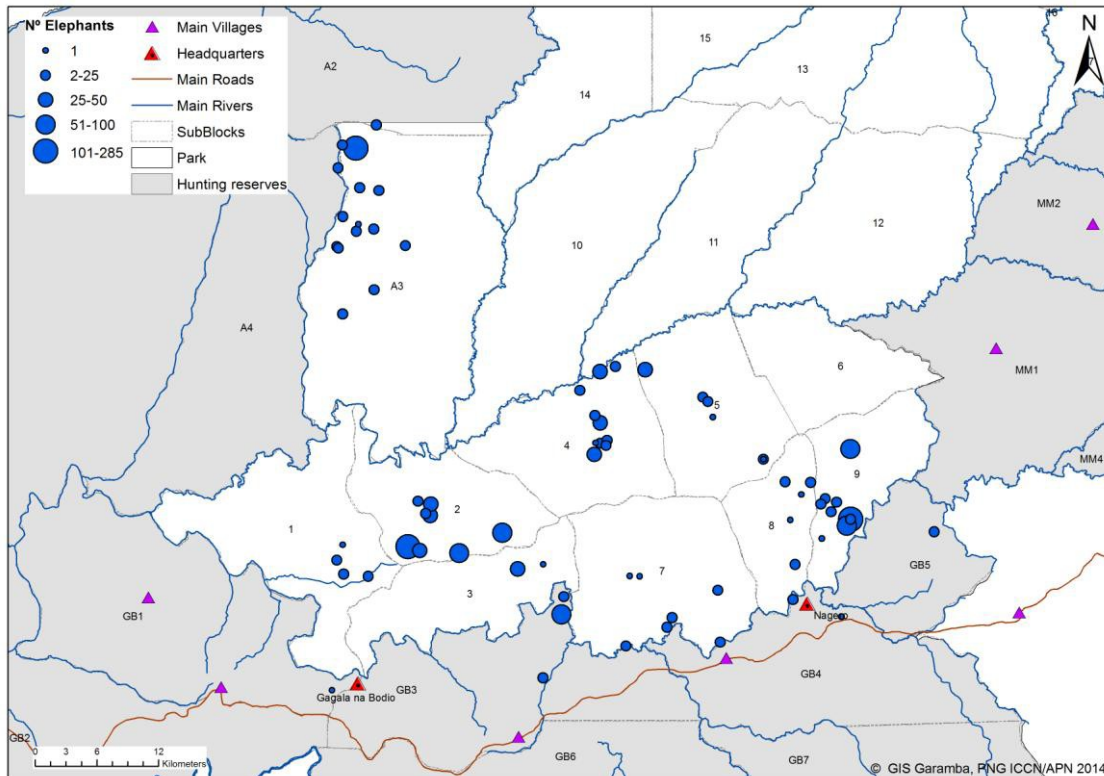 Nº Elephants
1
2-25
25-50
51-100
101-285
Main Villages
Headquarters
Main Roads
Main Rivers
SubBlocks
Park
Hunting reserves
N
A2
15
16
13
14
MM2
12
10
11
A3
A4
MM1
6
5
4
MM4
9
1
2
8
GB5
7
3
GB1
Nagero
GB4
Gagala na Bodio
GB3
GB2
GB6
GB7
0 3 6 12
Kilometers
© GIS Garamba, PNG ICCN/APN 2014